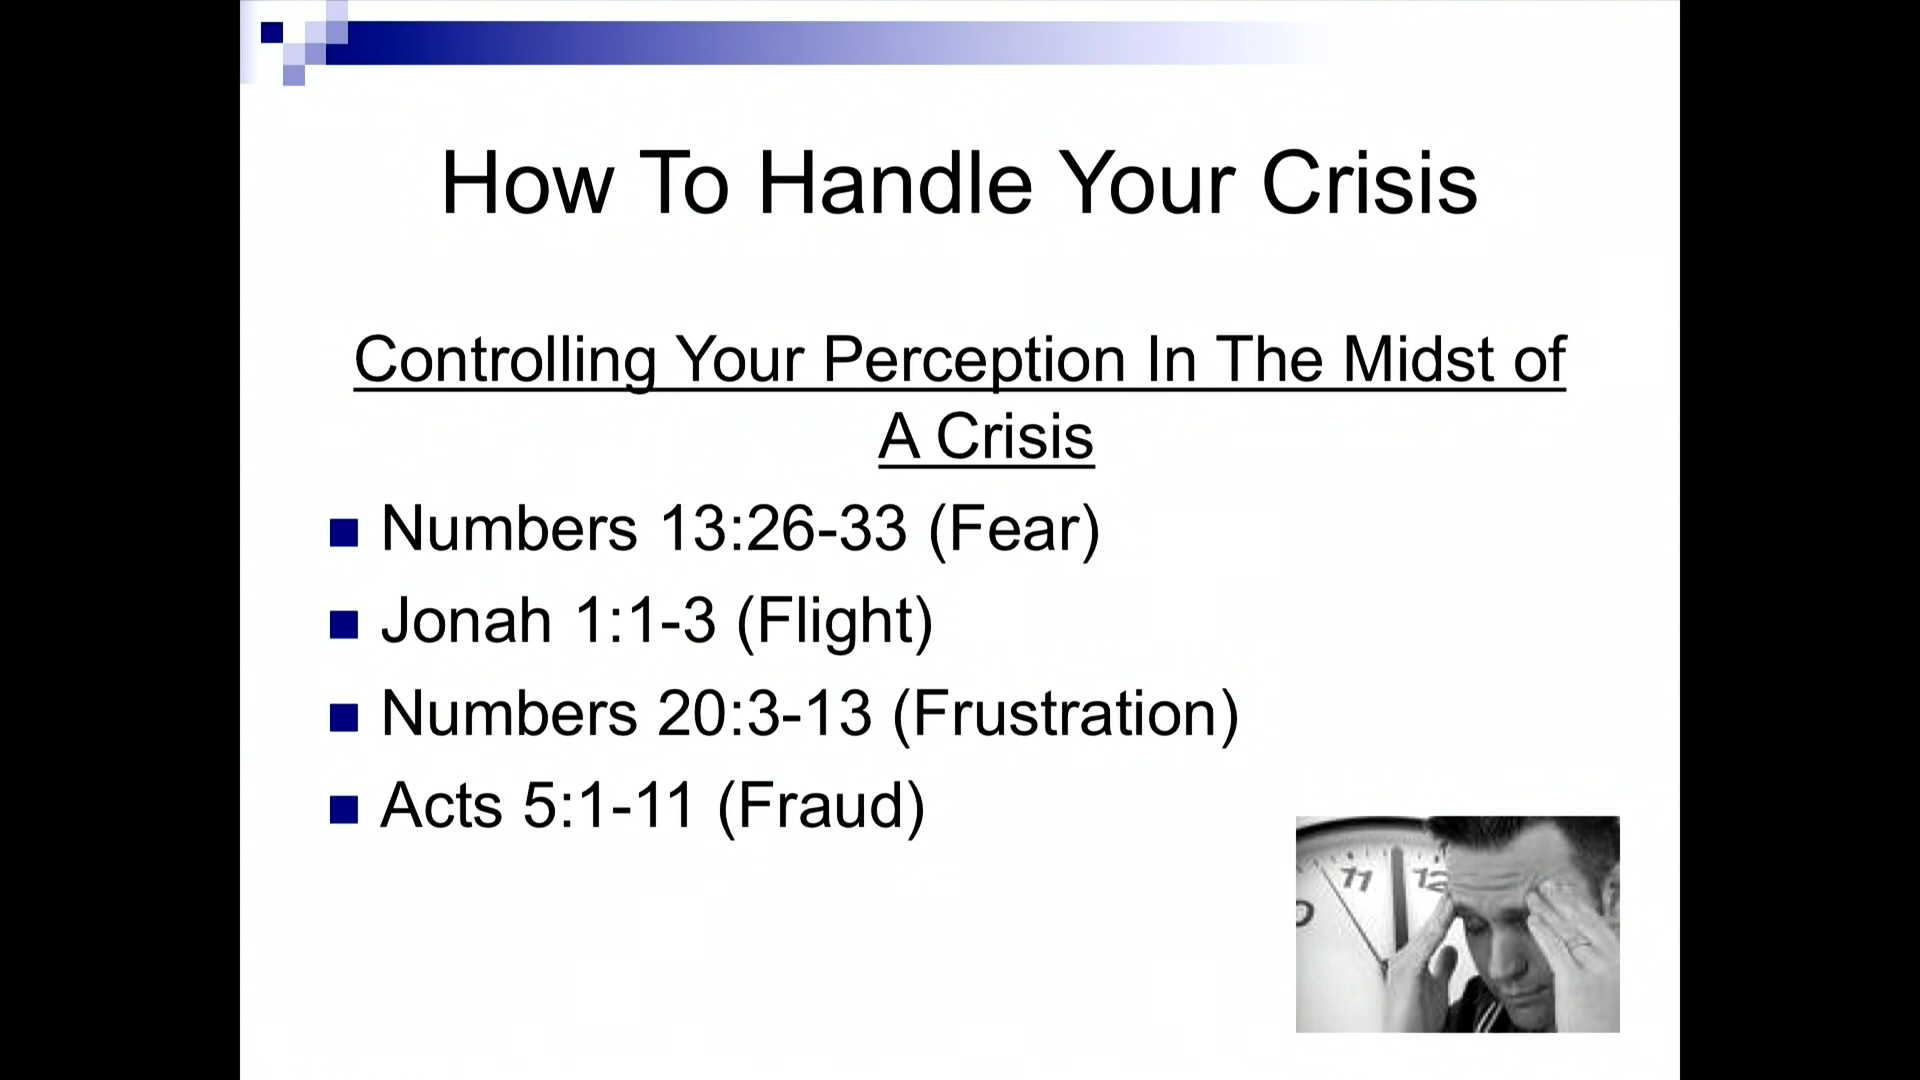 How To Handle Your Crisis
Controlling Your Perception In The Midst of
A Crisis
Numbers 13:26-33 (Fear)
Jonah 1:1-3 (Flight)
Numbers 20:3-13 (Frustration)
Acts 5:1-11 (Fraud)
11 12